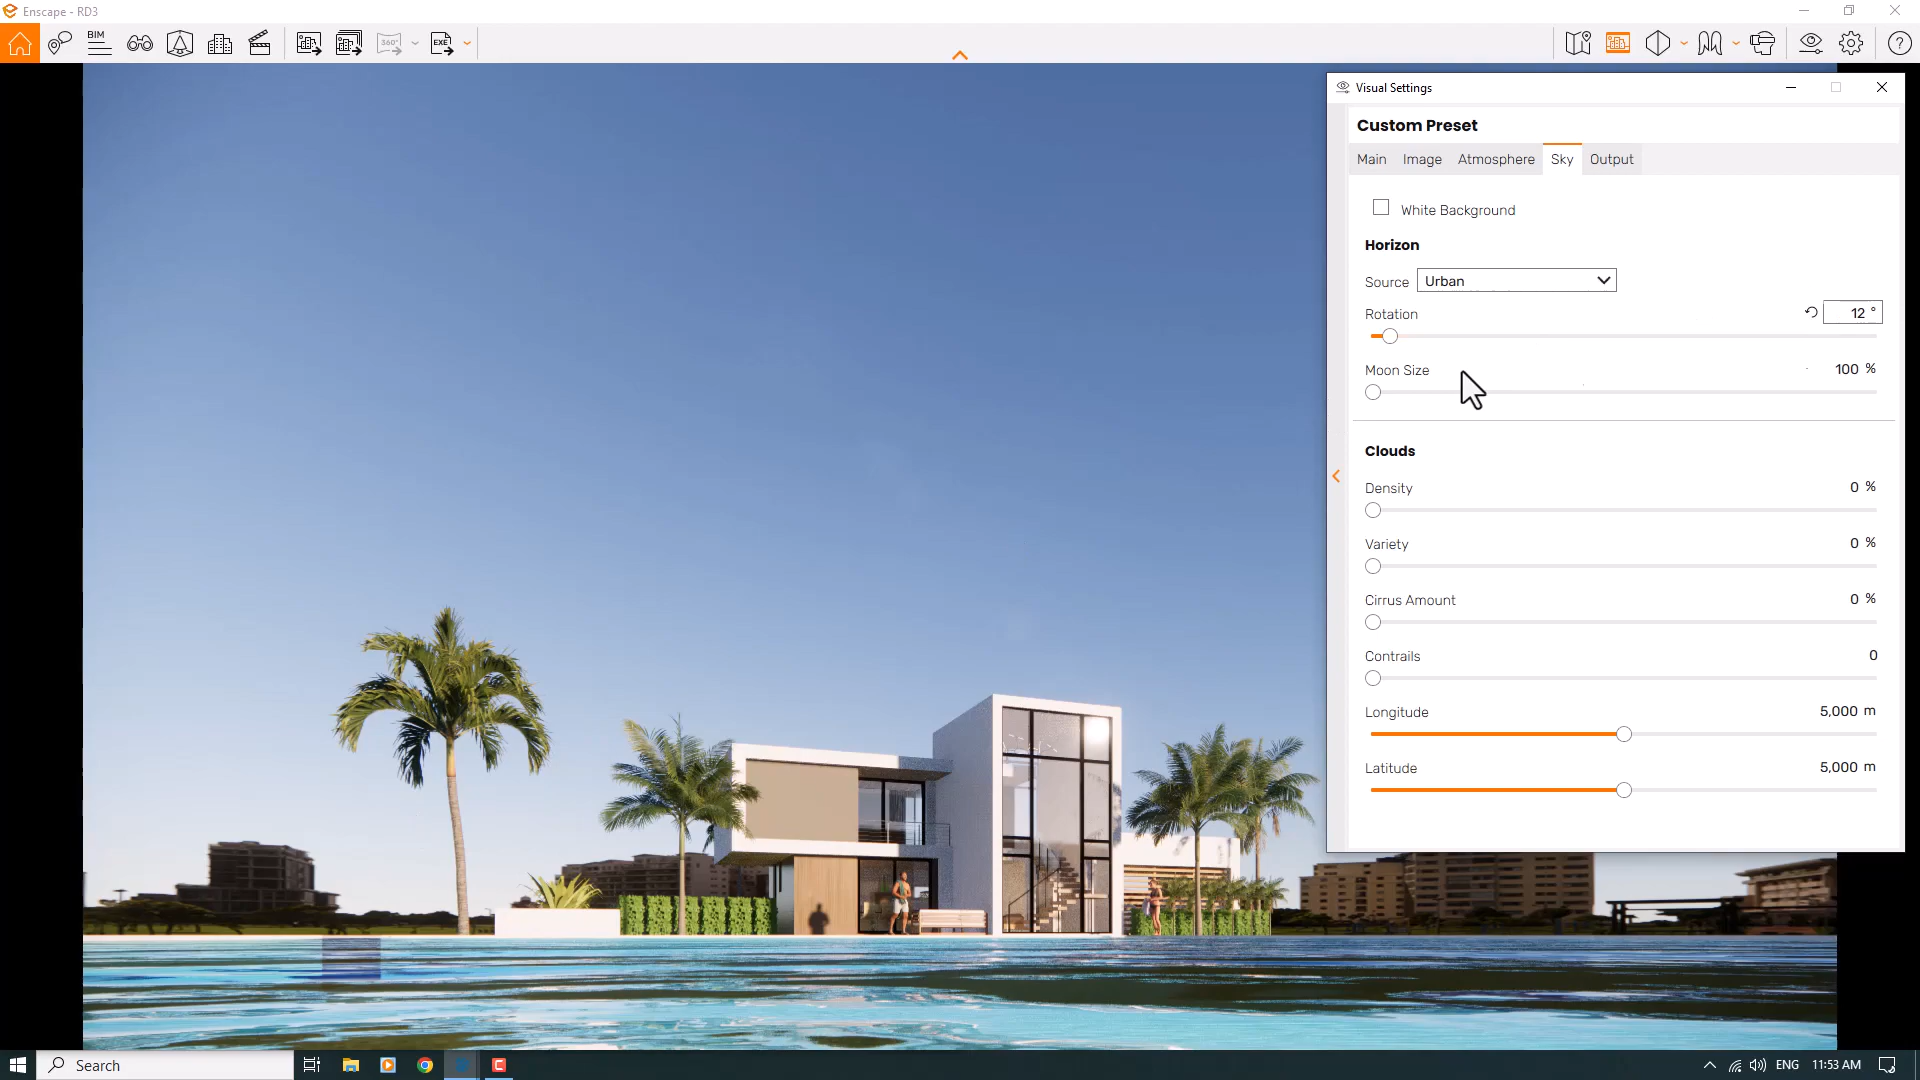 Enscape - RD3
BIM
360°
EXE
?
Visual Settings
Custom Preset
Main Image Atmosphere Sky Output
White Background
Horizon
Source Urban
Rotation 12 °
Moon Size 100 %
Clouds
Density 0 %
Variety 0 %
Cirrus Amount 0 %
Contrails 0
Longitude 5,000 m
Latitude 5,000 m
Search
ENG 11:53 AM